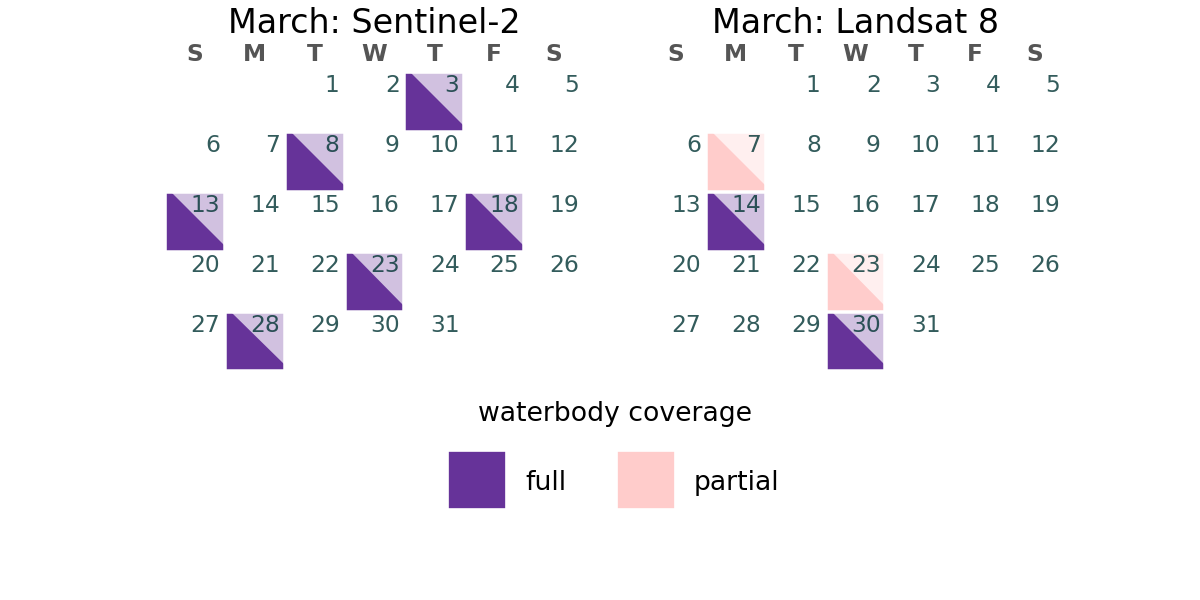 March: Sentinel-2
S M T W T F S
1 2 3 4 5
6 7 8 9 10 11 12
13 14 15 16 17 18 19
20 21 22 23 24 25 26
27 28 29 30 31
March: Landsat 8
S M T W T F S
1 2 3 4 5
6 7 8 9 10 11 12
13 14 15 16 17 18 19
20 21 22 23 24 25 26
27 28 29 30 31
waterbody coverage
full
partial